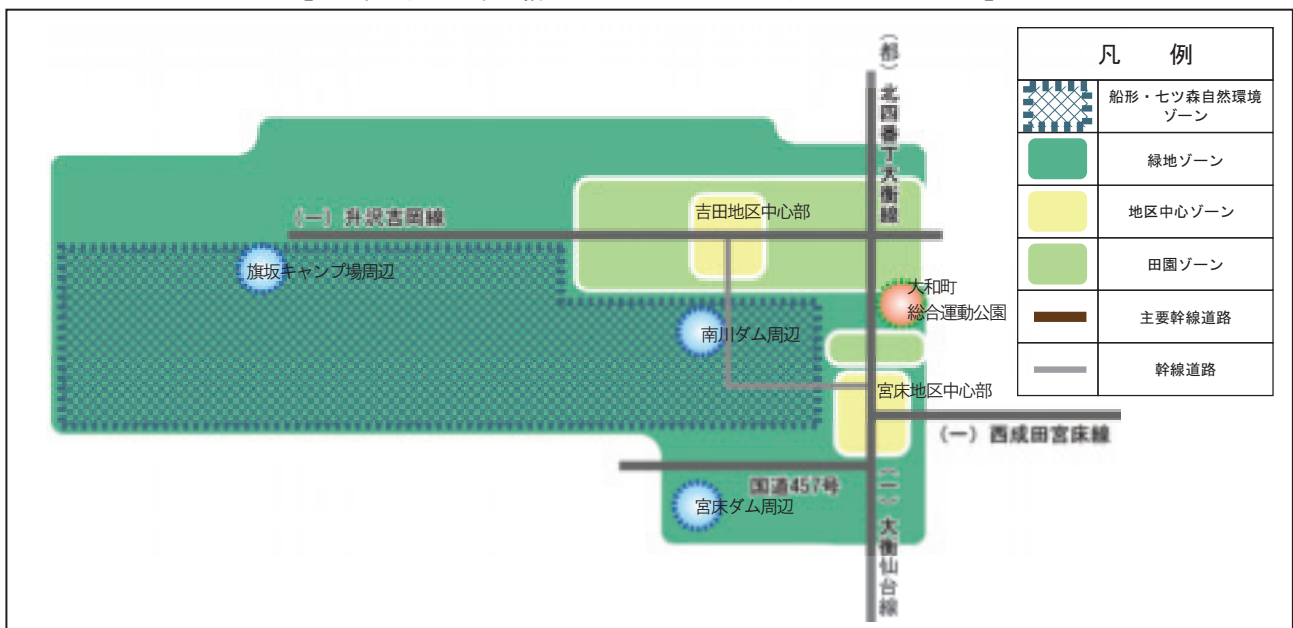 (都)北四番丁大衡線
凡 例
船形・七ツ森自然環境
ゾーン
緑地ゾーン
地区中心ゾーン
田園ゾーン
主要幹線道路
幹線道路
吉田地区中心部
(一)升沢吉岡線
旗坂キャンプ場周辺
大和町
総合運動公園
南川ダム周辺
宮床地区中心部
(一)西成田宮床線
国道457号
宮床ダム周辺
(一)大衡仙台線